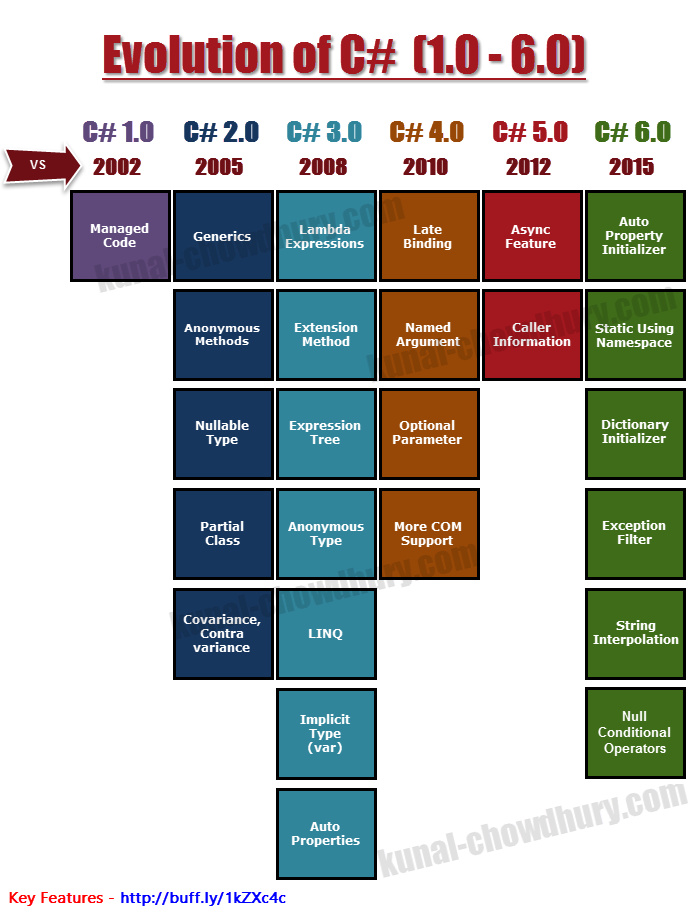 Evolution of C# (1.0 - 6.0)
C# 1.0 C# 2.0 C# 3.0 C# 4.0 C# 5.0 C# 6.0
VS 2002 2005 2008 2010 2012 2015
Managed
Code
Generics
Lambda
Expressions
Late
Binding
Async
Feature
Auto
Property
Initializer
Anonymous
Methods
Extension
Method
Named
Argument
Caller
Information
Static Using
Namespace
Nullable
Type
Expression
Tree
Optional
Parameter
Dictionary
Initializer
Partial
Class
Anonymous
Type
More COM
Support
Exception
Filter
Covariance,
Contra
variance
LINQ
String
Interpolation
Implicit
Type
(var)
Null
Conditional
Operators
Auto
Properties
kunal-chowdhury.com
kunal-chowdhury.com
kunal-chowdhury.com
kunal-chowdhury.com
Key Features - http://buff.ly/1kZXc4c